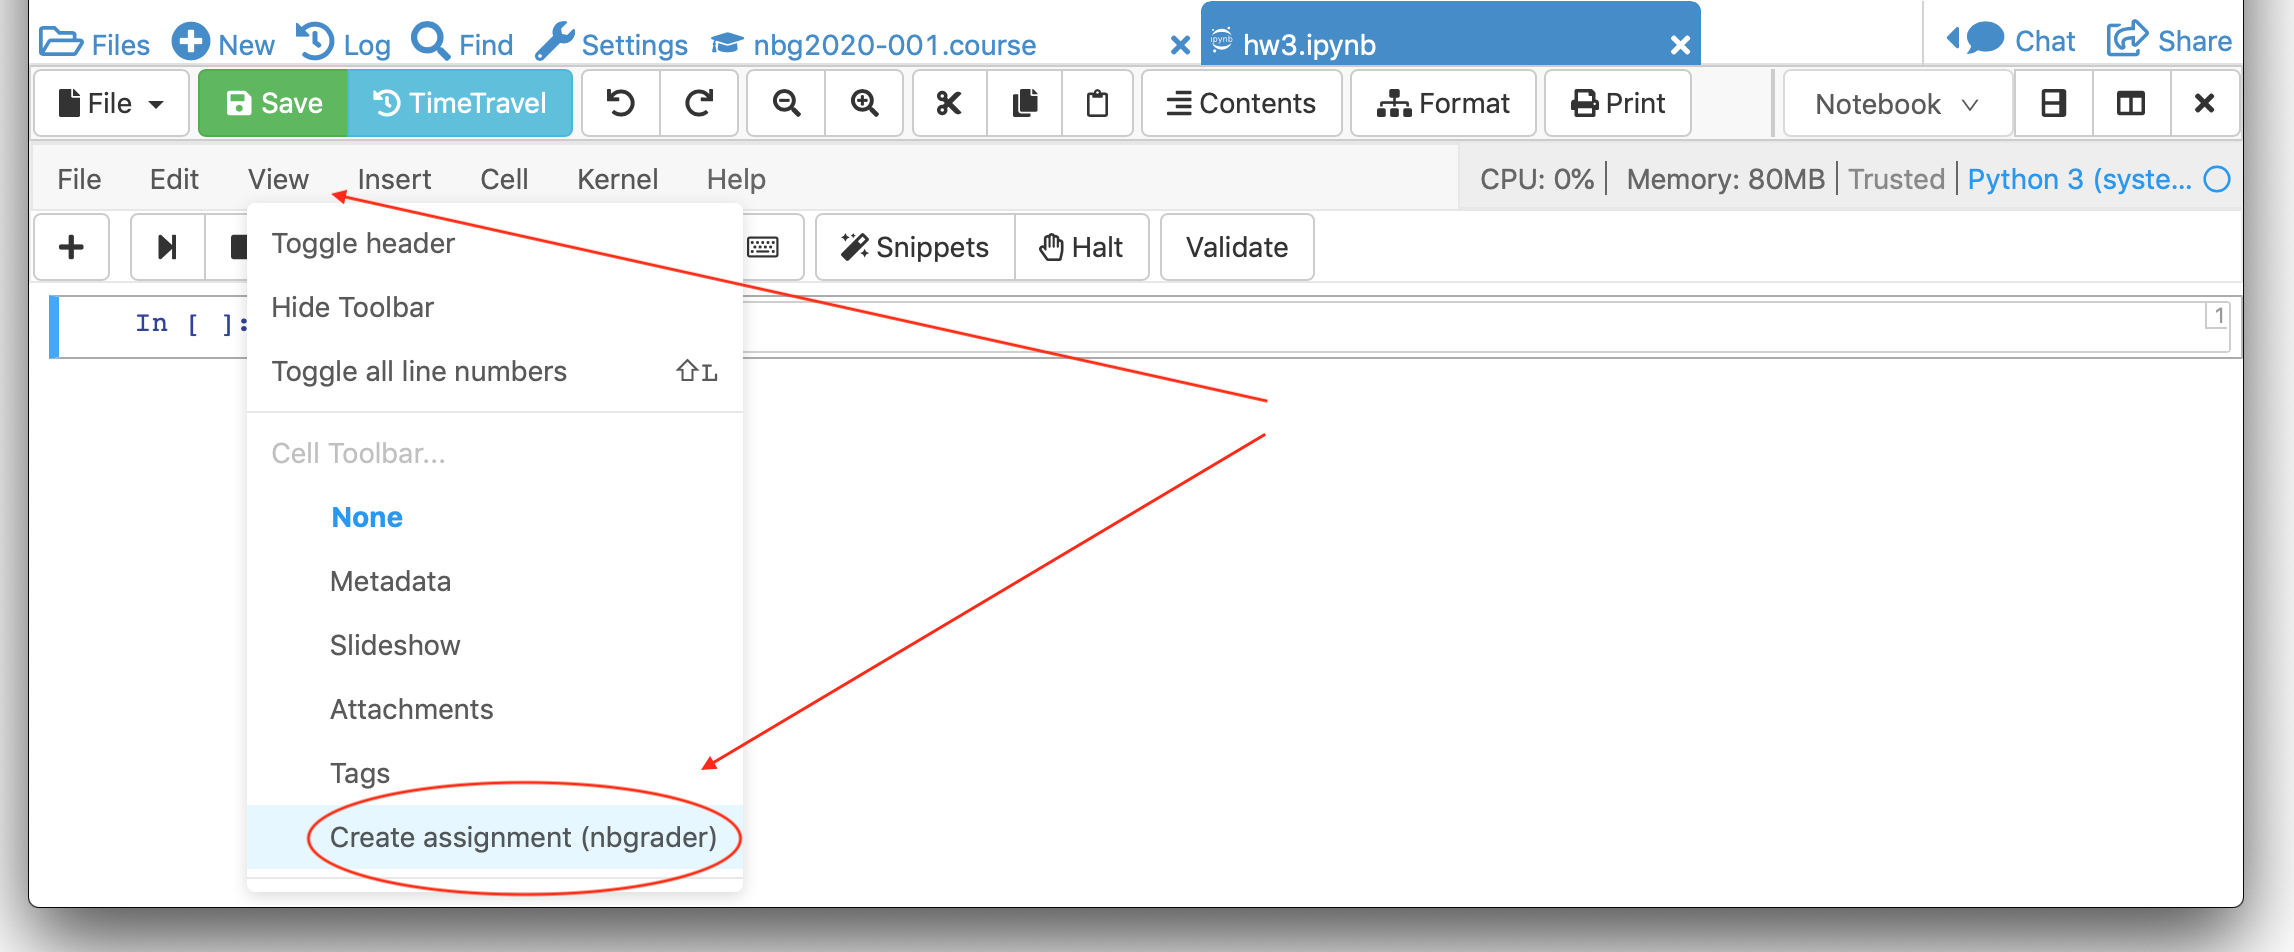 Files New Log Find Settings nbg2020-001.course hw3.ipynb Chat Share
File Save TimeTravel Contents Format Print Notebook
File Edit View Insert Cell Kernel Help CPU: 0% Memory: 80MB Trusted Python 3 (syste...
Toggle header
Snippets Halt Validate
Hide Toolbar
In [ ]: 1
Toggle all line numbers ⇧L
Cell Toolbar...
None
Metadata
Slideshow
Attachments
Tags
Create assignment (nbgrader)